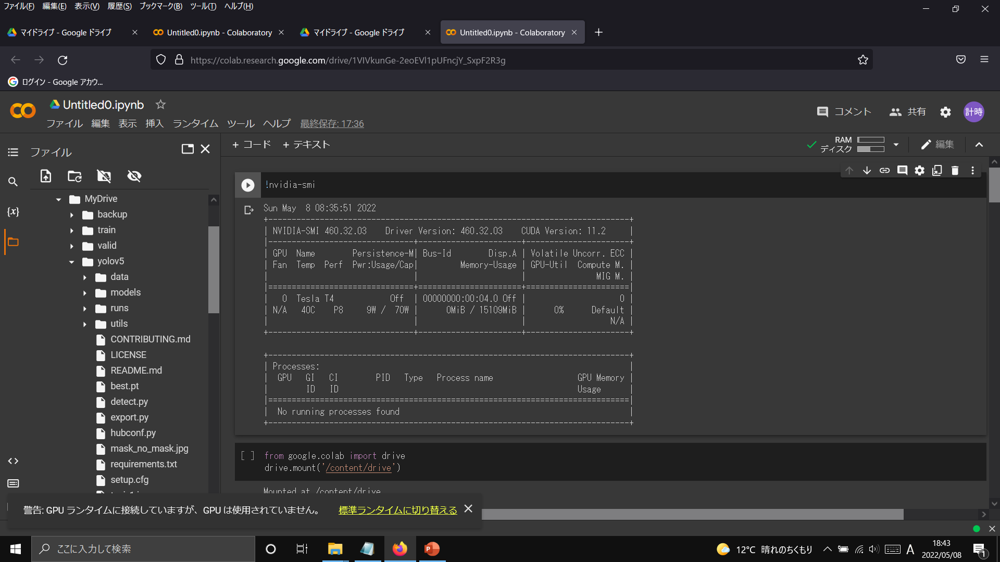 ファイル(F) 編集(E) 表示(V) 履歴(S) ブックマーク(B) ツール(T) ヘルプ(H)
マイドライブ - Google ドライブ
Untitled0.ipynb - Colaboratory
マイドライブ - Google ドライブ
Untitled0.ipynb - Colaboratory
https://colab.research.google.com/drive/1VIVkunGe-2eoEVl1pUFncjY_SxpF2R3g
ログイン - Google アカウ...
Untitled0.ipynb
コメント 共有 計時
ファイル 編集 表示 挿入 ランタイム ツール ヘルプ 最終保存: 17:36
ファイル
+ コード + テキスト
RAM
ディスク
編集
MyDrive
backup
train
valid
yolov5
data
models
runs
utils
CONTRIBUTING.md
LICENSE
README.md
best.pt
detect.py
export.py
hubconf.py
mask_no_mask.jpg
requirements.txt
setup.cfg
{x}
<>
!nvidia-smi
Sun May  8 08:35:51 2022
+-----------------------------------------------------------------------------+
| NVIDIA-SMI 460.32.03    Driver Version: 460.32.03    CUDA Version: 11.2     |
|-------------------------------+----------------------+----------------------+
| GPU  Name        Persistence-M| Bus-Id        Disp.A | Volatile Uncorr. ECC |
| Fan  Temp  Perf  Pwr:Usage/Cap|         Memory-Usage | GPU-Util  Compute M. |
|                               |                      |               MIG M. |
|===============================+======================+======================|
|   0  Tesla T4            Off  | 00000000:00:04.0 Off |                    0 |
| N/A   40C    P8     9W /  70W |      0MiB / 15109MiB |      0%      Default |
|                               |                      |                  N/A |
+-------------------------------+----------------------+----------------------+
+-----------------------------------------------------------------------------+
| Processes:                                                                  |
|  GPU   GI   CI        PID   Type   Process name                  GPU Memory |
|        ID   ID                                                   Usage      |
|=============================================================================|
|  No running processes found                                                 |
+-----------------------------------------------------------------------------+
[ ] from google.colab import drive
drive.mount('/content/drive')
Mounted at /content/drive
警告: GPU ランタイムに接続していますが、GPU は使用されていません。 標準ランタイムに切り替える
ここに入力して検索
12°C 晴れのちくもり
A
18:43
2022/05/08
1